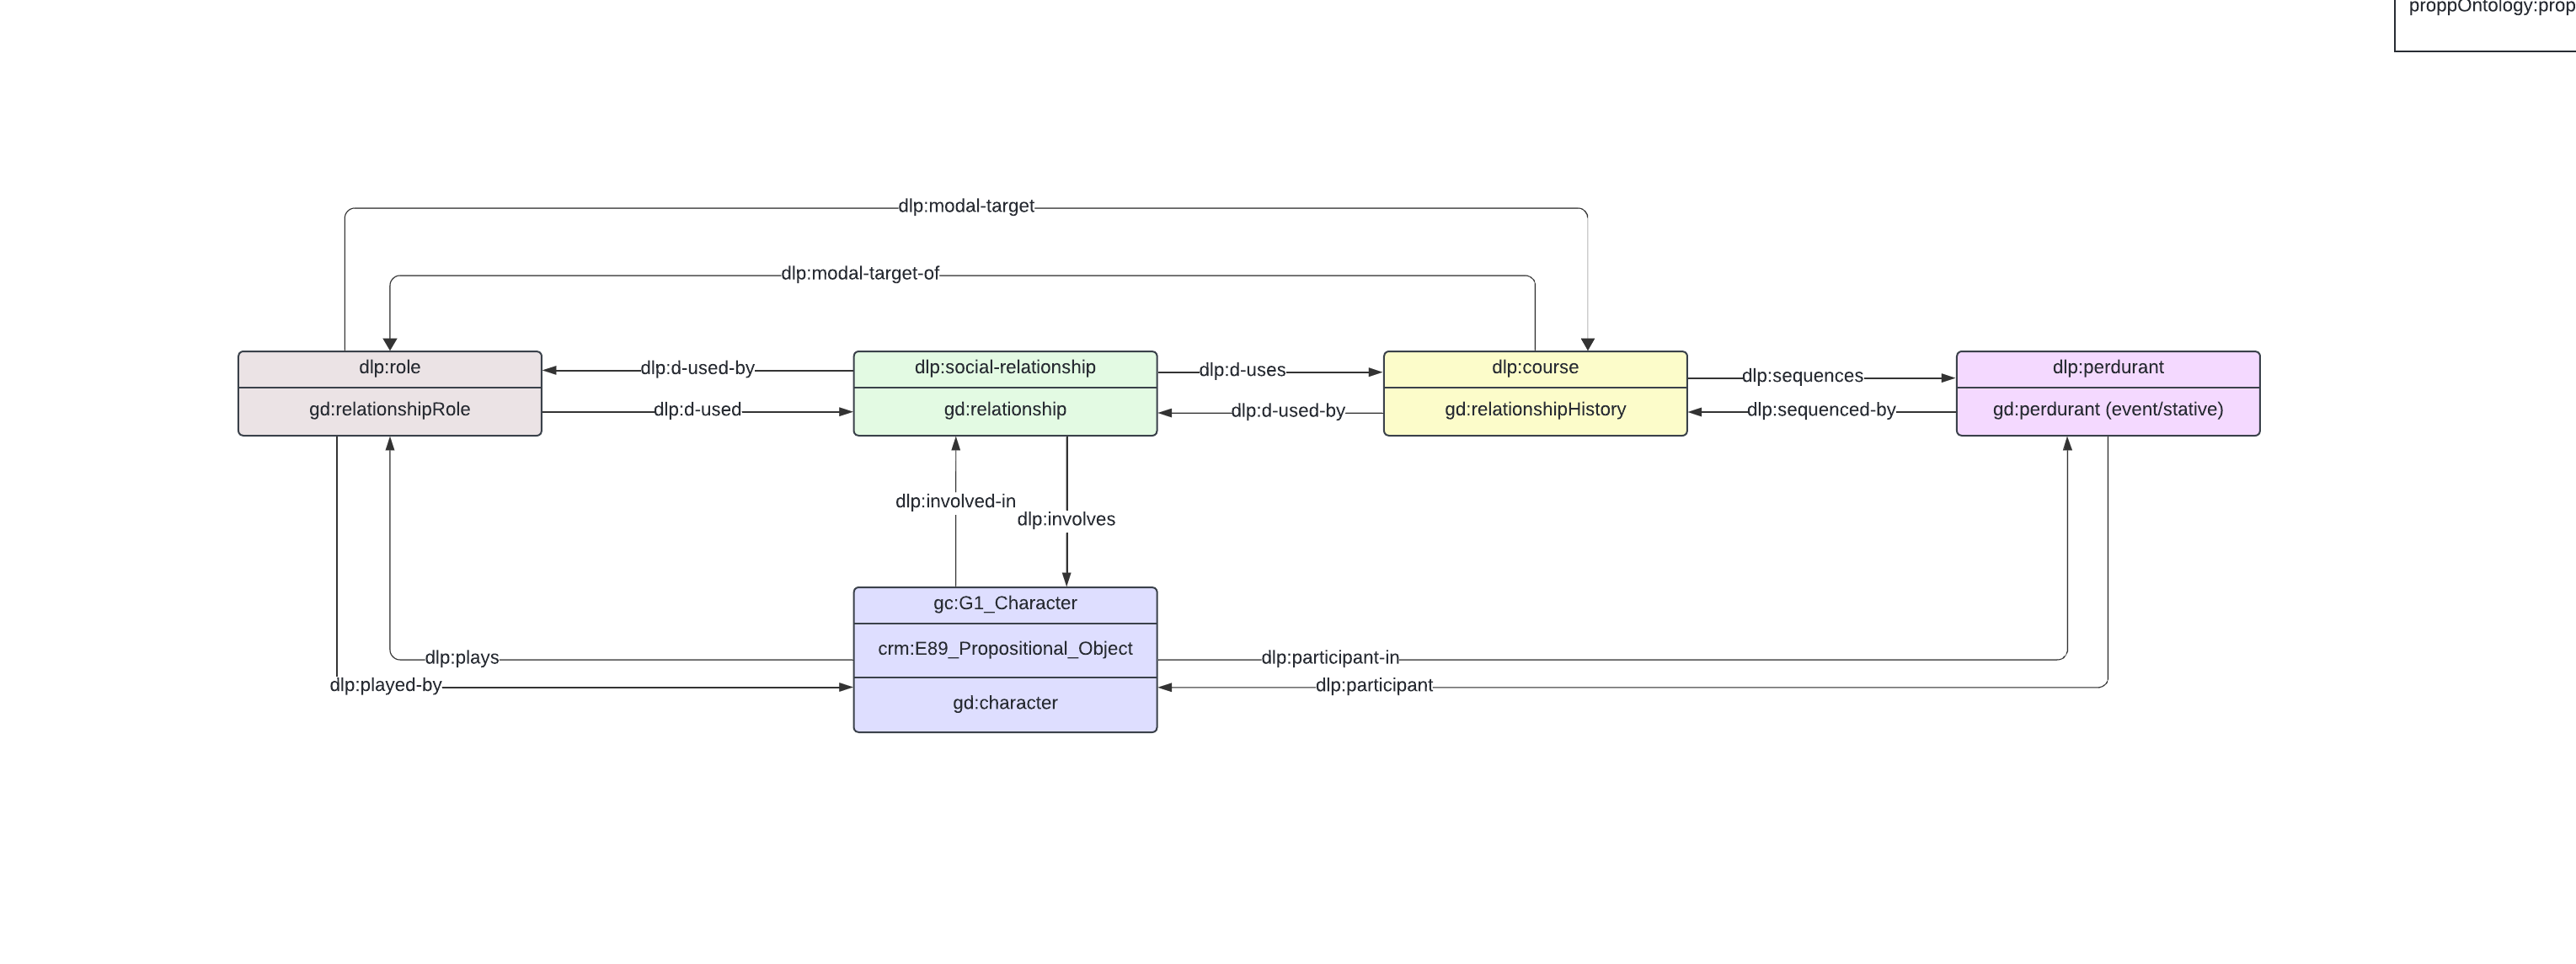 proppOntology:prop
dlp:modal-target
dlp:modal-target-of
dlp:role
gd:relationshipRole
dlp:d-used-by
dlp:d-used
dlp:social-relationship
gd:relationship
dlp:d-uses
dlp:d-used-by
dlp:course
gd:relationshipHistory
dlp:sequences
dlp:sequenced-by
dlp:perdurant
gd:perdurant (event/stative)
dlp:involved-in
dlp:involves
gc:G1_Character
crm:E89_Propositional_Object
gd:character
dlp:plays
dlp:played-by
dlp:participant-in
dlp:participant